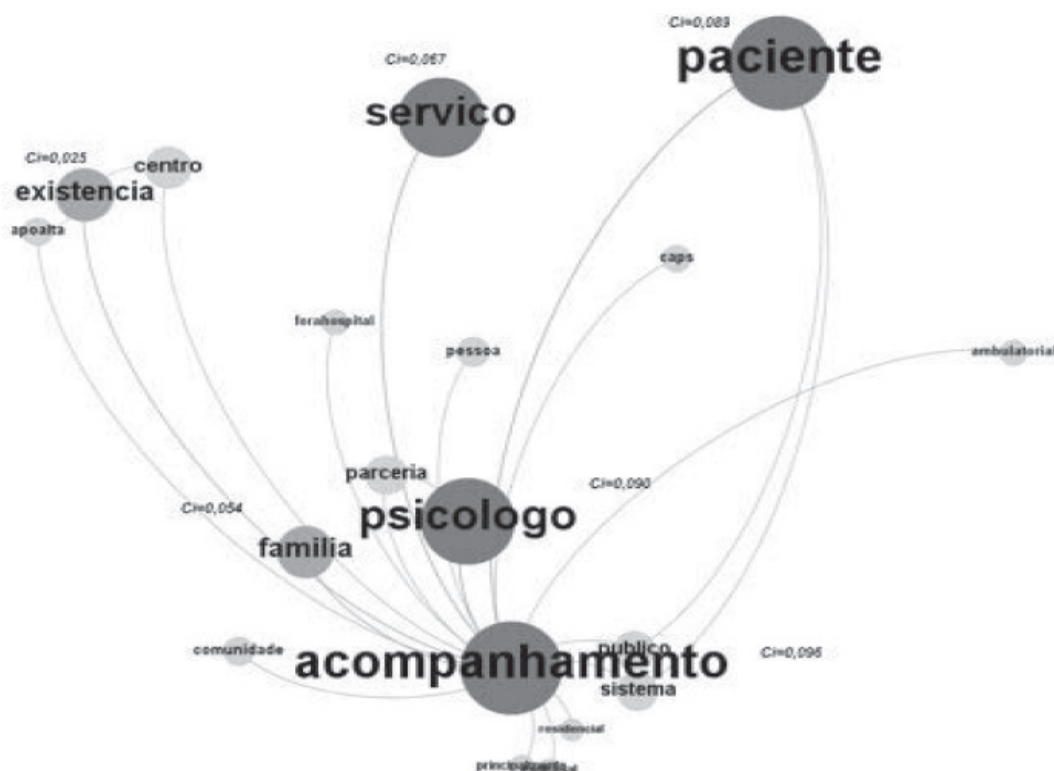 Ci=0,083
paciente
Ci=0,067
servico
Ci=0,025
centro
existencia
apoalta
caps
forahospital
pessoa
ambulatorial
parceria
Ci=0,090
psicologo
Ci=0,054
familia
comunidade
publico
acompanhamento
Ci=0,096
sistema
residencial